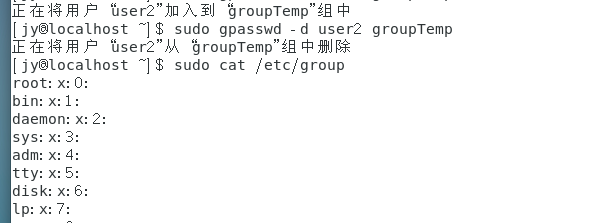 正在将用户“user2”加入到“groupTemp”组中
[jy@localhost ~]$ sudo gpasswd -d user2 groupTemp
正在将用户“user2”从“groupTemp”组中删除
[jy@localhost ~]$ sudo cat /etc/group
root:x:0:
bin:x:1:
daemon:x:2:
sys:x:3:
adm:x:4:
tty:x:5:
disk:x:6:
lp:x:7: